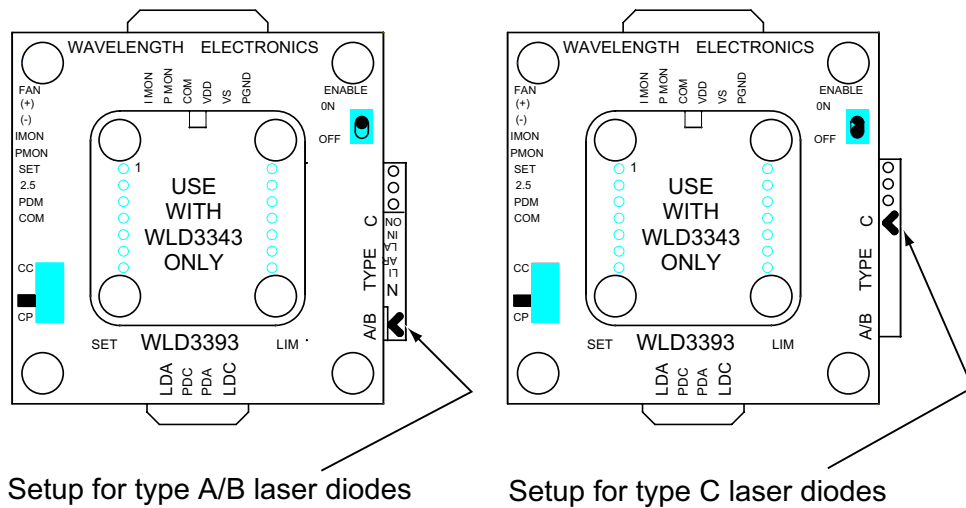 WAVELENGTH ELECTRONICS
I MON
P MON
COM
VDD
VS
PGND
FAN
(+)
(-)
IMON
PMON
SET
2.5
PDM
COM
ENABLE
0N
OFF
1
USE
WITH
WLD3343
ONLY
CC
CP
A/B TYPE C
N
SET
WLD3393
LIM
LDA
PDC
PDA
LDC
Setup for type A/B laser diodes
WAVELENGTH ELECTRONICS
I MON
P MON
COM
VDD
VS
PGND
FAN
(+)
(-)
IMON
PMON
SET
2.5
PDM
COM
ENABLE
0N
OFF
1
USE
WITH
WLD3343
ONLY
CC
CP
A/B TYPE C
SET
WLD3393
LIM
LDA
PDC
PDA
LDC
Setup for type C laser diodes